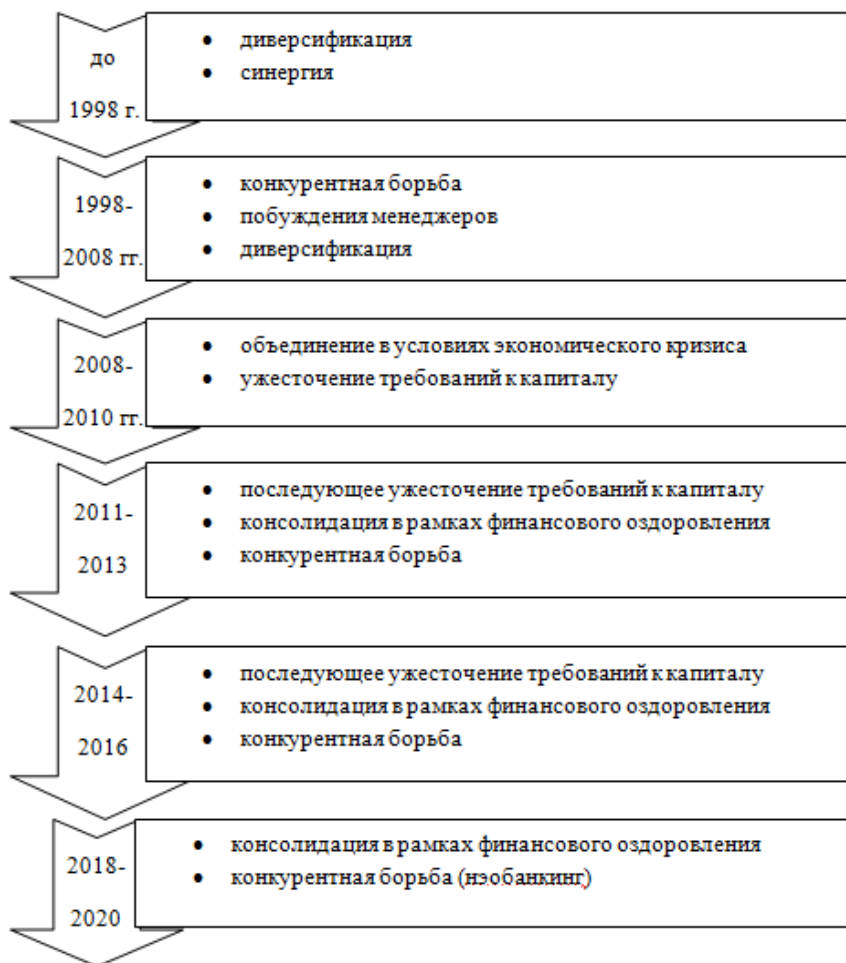 до
1998 г.
• диверсификация
• синергия
1998-
2008 гг.
• конкурентная борьба
• побуждения менеджеров
• диверсификация
2008-
2010 гг.
• объединение в условиях экономического кризиса
• ужесточение требований к капиталу
2011-
2013
• последующее ужесточение требований к капиталу
• консолидация в рамках финансового оздоровления
• конкурентная борьба
2014-
2016
• последующее ужесточение требований к капиталу
• консолидация в рамках финансового оздоровления
• конкурентная борьба
2018-
2020
• консолидация в рамках финансового оздоровления
• конкурентная борьба (нэобанкинг)